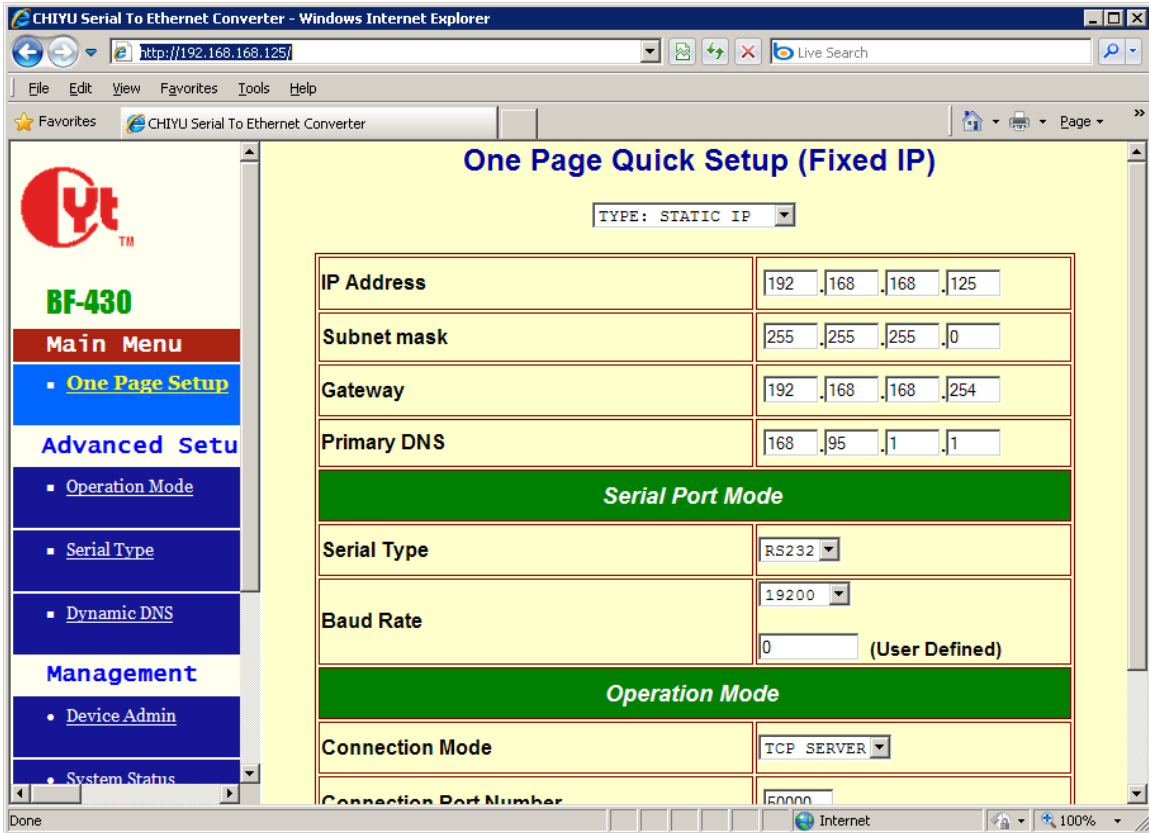 CHIYU Serial To Ethernet Converter - Windows Internet Explorer
http://192.168.168.125/
Live Search
File Edit View Favorites Tools Help
Favorites CHIYU Serial To Ethernet Converter Page »
Cyt TM
BF-430
Main Menu
One Page Setup
Advanced Setu
Operation Mode
Serial Type
Dynamic DNS
Management
Device Admin
System Status
One Page Quick Setup (Fixed IP)
TYPE: STATIC IP
IP Address 192 .168 .168 .125
Subnet mask 255 .255 .255 .0
Gateway 192 .168 .168 .254
Primary DNS 168 .95 .1 .1
Serial Port Mode
Serial Type RS232
Baud Rate 19200
0 (User Defined)
Operation Mode
Connection Mode TCP SERVER
Connection Port Number 50000
Done Internet 100%